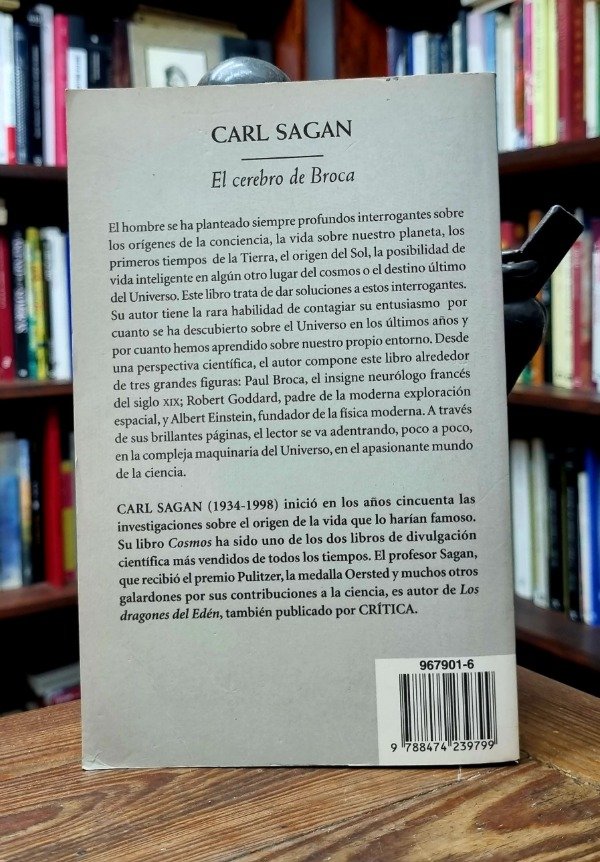 CARL SAGAN
El cerebro de Broca
El hombre se ha planteado siempre profundos interrogantes sobre
los orígenes de la conciencia, la vida sobre nuestro planeta, los
primeros tiempos de la Tierra, el origen del Sol, la posibilidad de
vida inteligente en algún otro lugar del cosmos o el destino último
del Universo. Este libro trata de dar soluciones a estos interrogantes.
Su autor tiene la rara habilidad de contagiar su entusiasmo por
cuanto se ha descubierto sobre el Universo en los últimos años y
por cuanto hemos aprendido sobre nuestro propio entorno. Desde
una perspectiva científica, el autor compone este libro alrededor
de tres grandes figuras: Paul Broca, el insigne neurólogo francés
del siglo XIX; Robert Goddard, padre de la moderna exploración
espacial, y Albert Einstein, fundador de la física moderna. A través
de sus brillantes páginas, el lector se va adentrando, poco a poco,
en la compleja maquinaria del Universo, en el apasionante mundo
de la ciencia.
CARL SAGAN (1934-1998) inició en los años cincuenta las
investigaciones sobre el origen de la vida que lo harían famoso.
Su libro Cosmos ha sido uno de los dos libros de divulgación
científica más vendidos de todos los tiempos. El profesor Sagan,
que recibió el premio Pulitzer, la medalla Oersted y muchos otros
galardones por sus contribuciones a la ciencia, es autor de Los
dragones del Edén, también publicado por CRÍTICA.
967901-6
9 788474 239799